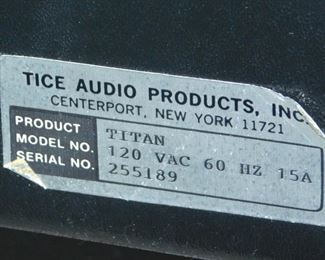 TICE AUDIO PRODUCTS, INC.
CENTERPORT, NEW YORK 11721
PRODUCT TITAN
MODEL NO. 120 VAC 60 HZ 15A
SERIAL NO. 255189